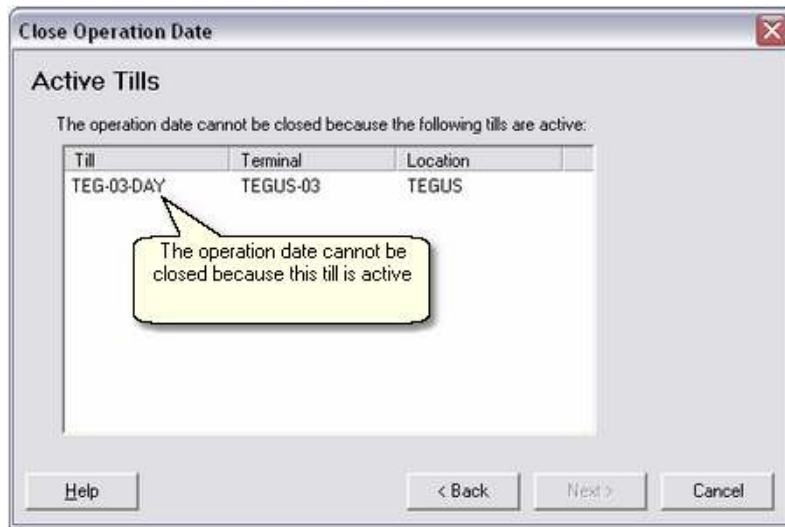 Close Operation Date
Active Tills
The operation date cannot be closed because the following tills are active:
Till Terminal Location
TEG-03-DAY TEGUS-03 TEGUS
The operation date cannot be
closed because this till is active
Help < Back Next > Cancel